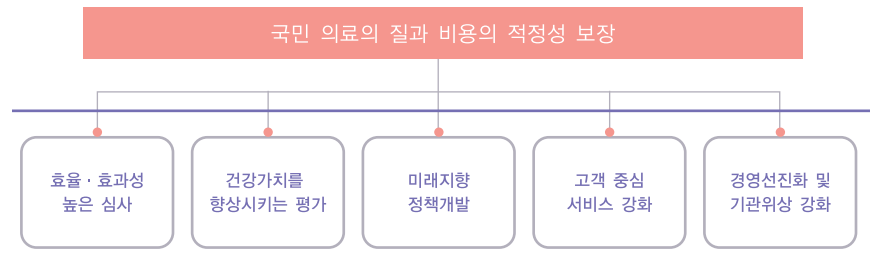 국민 의료의 질과 비용의 적정성 보장
효율·효과성
높은 심사
건강가치를
향상시키는 평가
미래지향
정책개발
고객 중심
서비스 강화
경영선진화 및
기관위상 강화